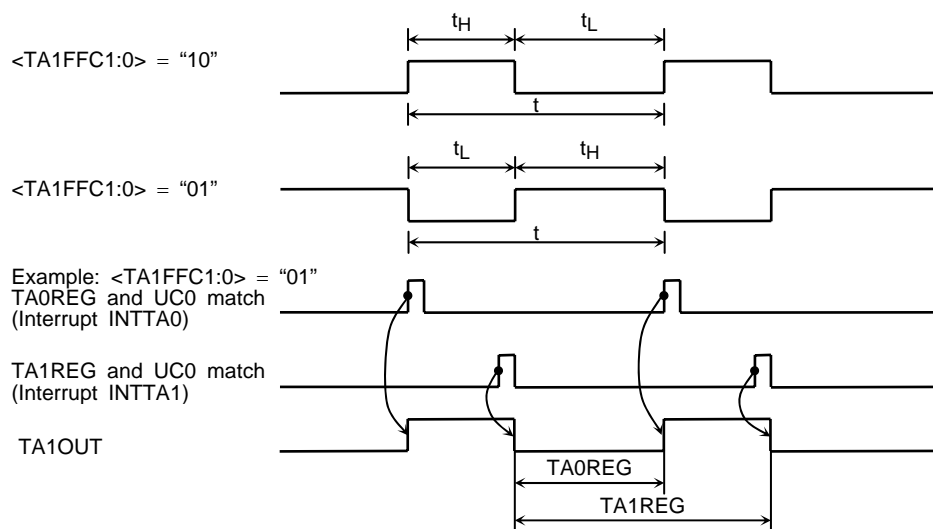 tH
tL
<TA1FFC1:0> = “10”
t
tL
tH
<TA1FFC1:0> = “01”
t
Example: <TA1FFC1:0> = “01”
TA0REG and UC0 match
(Interrupt INTTA0)
TA1REG and UC0 match
(Interrupt INTTA1)
TA1OUT
TA0REG
TA1REG